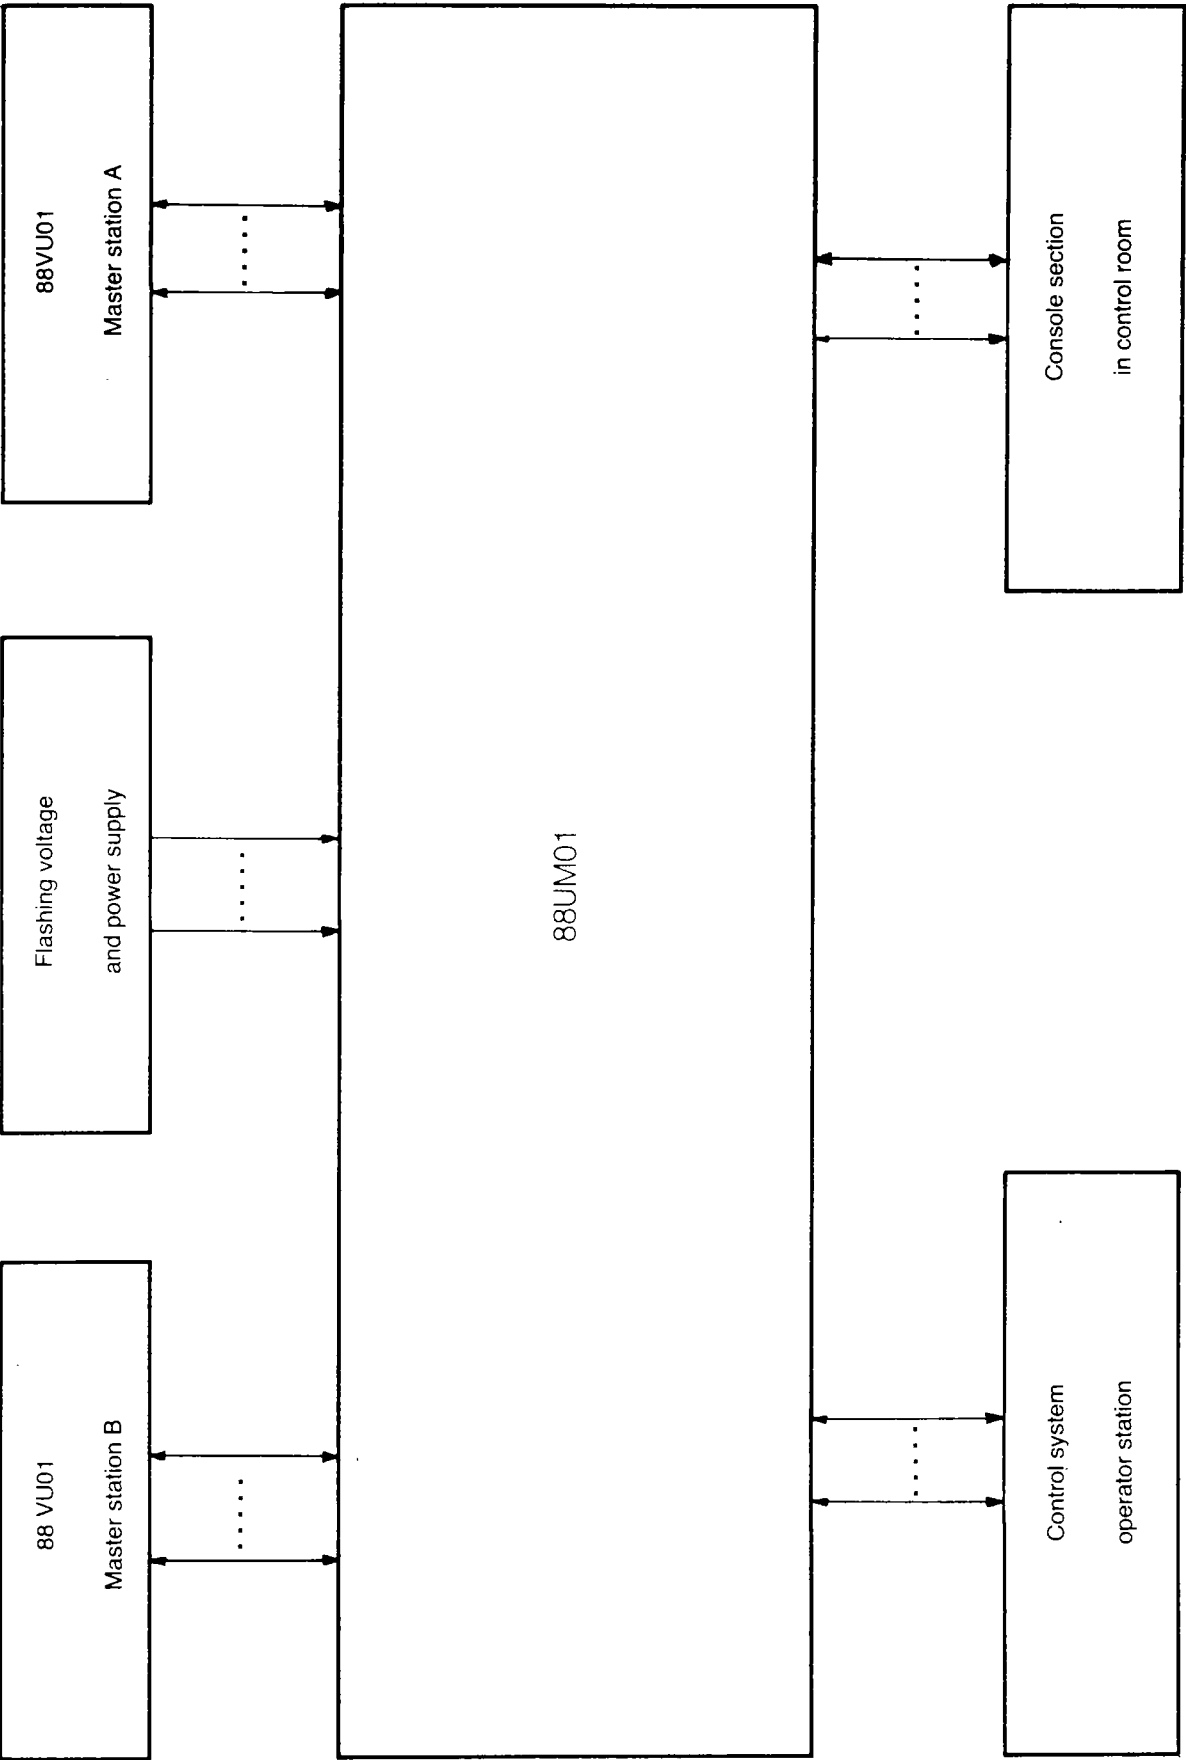 88 VU01
Master station B
Flashing voltage
and power supply
88VU01
Master station A
88UM01
Control system
operator station
Console section
in control room